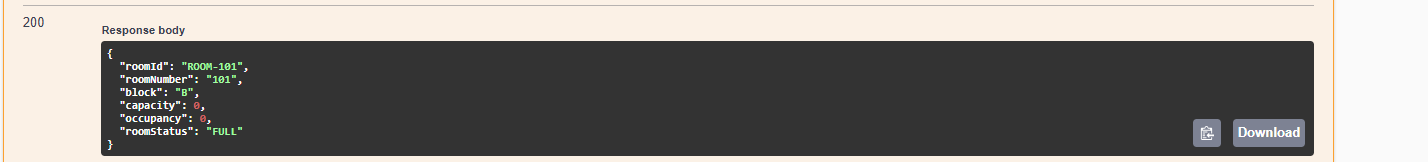 200
Response body
{
"roomId": "ROOM-101",
"roomNumber": "101",
"block": "B",
"capacity": 0,
"occupancy": 0,
"roomStatus": "FULL"
}
Download